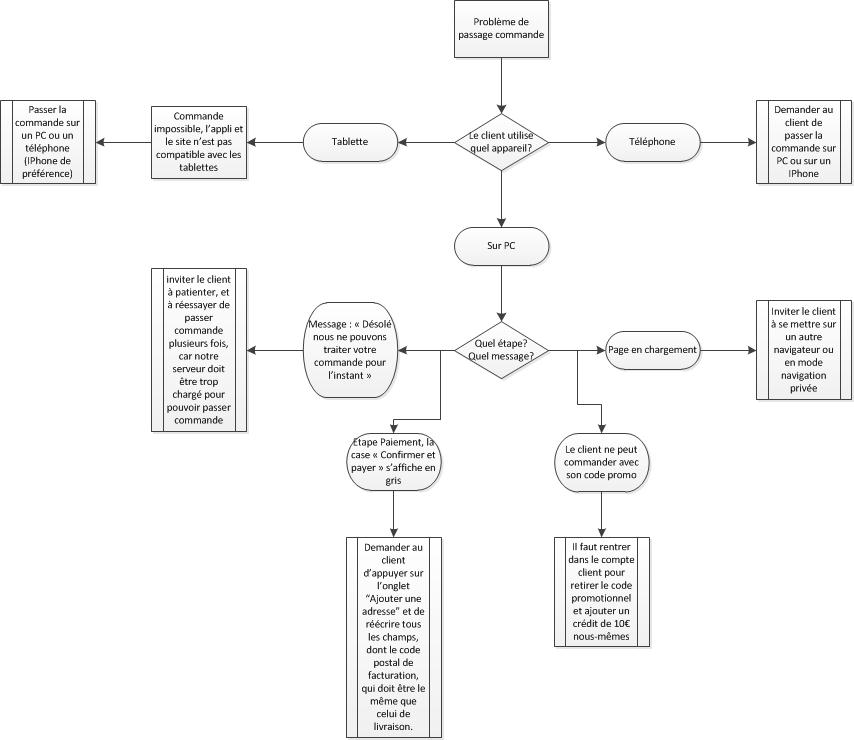 Problème de
passage commande
Le client utilise
quel appareil?
Tablette
Commande
impossible, l'appli et
le site n'est pas
compatible avec les
tablettes
Passer la
commande sur
un PC ou un
téléphone
(IPhone de
préférence)
Téléphone
Demander au
client de
passer la
commande sur
PC ou sur un
IPhone
Sur PC
Quel étape?
Quel message?
Message : « Désolé
nous ne pouvons
traiter votre
commande pour
l'instant »
inviter le client
à patienter, et
à réessayer de
passer
commande
plusieurs fois,
car notre
serveur doit
être trop
chargé pour
pouvoir passer
commande
Page en chargement
Inviter le client
à se mettre sur
un autre
navigateur ou
en mode
navigation
privée
Etape Paiement, la
case « Confirmer et
payer » s'affiche en
gris
Demander au
client
d'appuyer sur
l'onglet
“Ajouter une
adresse” et de
réécrire tous
les champs,
dont le code
postal de
facturation,
qui doit être le
même que
celui de
livraison.
Le client ne peut
commander avec
son code promo
Il faut rentrer
dans le compte
client pour
retirer le code
promotionnel
et ajouter un
crédit de 10€
nous-mêmes